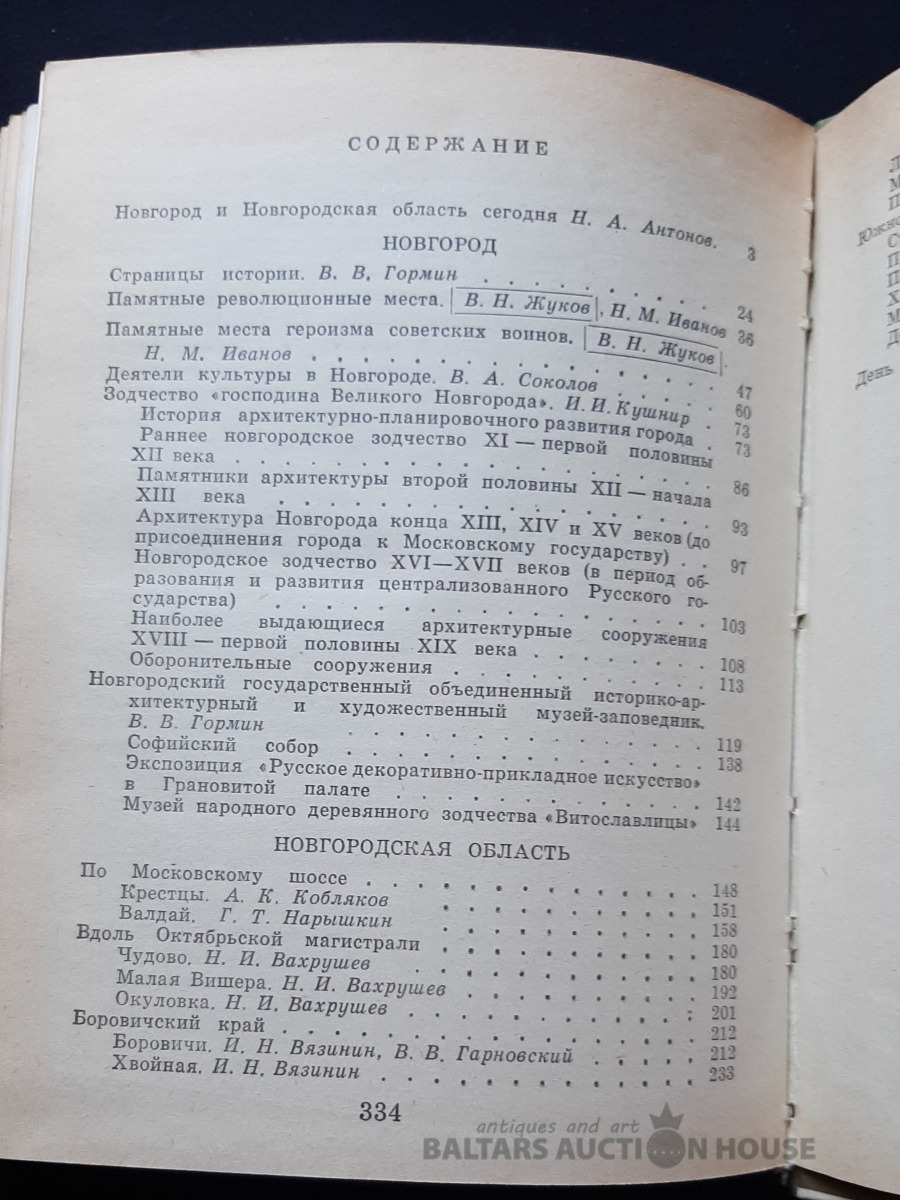 СОДЕРЖАНИЕ
Новгород и Новгородская область сегодня Н. А. Антонов. 3
НОВГОРОД
Страницы истории. В. В. Гормин . . . . . . . . . 24
Памятные революционные места. В. Н. Жуков, Н. М. Иванов 36
Памятные места героизма советских воинов. В. Н. Жуков,
Н. М. Иванов . . . . . . . . . . . . . 47
Деятели культуры в Новгороде. В. А. Соколов . . . . 60
Зодчество «господина Великого Новгорода». И. И. Кушнир . 73
История архитектурно-планировочного развития города . 73
Раннее новгородское зодчество XI — первой половины
XII века . . . . . . . . . . . . . . . 86
Памятники архитектуры второй половины XII — начала
XIII века . . . . . . . . . . . . . . 93
Архитектура Новгорода конца XIII, XIV и XV веков (до
присоединения города к Московскому государству) . . 97
Новгородское зодчество XVI—XVII веков (в период об-
разования и развития централизованного Русского го-
сударства) . . . . . . . . . . . . . . 103
Наиболее выдающиеся архитектурные сооружения
XVIII — первой половины XIX века . . . . . . 108
Оборонительные сооружения . . . . . . . . . 113
Новгородский государственный объединенный историко-ар-
хитектурный и художественный музей-заповедник.
В. В. Гормин . . . . . . . . . . . . . 119
Софийский собор . . . . . . . . . . . . 138
Экспозиция «Русское декоративно-прикладное искусство»
в Грановитой палате . . . . . . . . . . 142
Музей народного деревянного зодчества «Витославлицы» 144
НОВГОРОДСКАЯ ОБЛАСТЬ
По Московскому шоссе . . . . . . . . . . . 148
Крестцы. А. К. Кобляков . . . . . . . . . 151
Валдай. Г. Т. Нарышкин . . . . . . . . . 158
Вдоль Октябрьской магистрали . . . . . . . . 180
Чудово. Н. И. Вахрушев . . . . . . . . . 180
Малая Вишера. Н. И. Вахрушев . . . . . . . 192
Окуловка. Н. И. Вахрушев . . . . . . . . 201
Боровичский край . . . . . . . . . . . . 212
Боровичи. И. Н. Вязинин, В. В. Гарновский . . . . 212
Хвойная. И. Н. Вязинин . . . . . . . . . 233
334
День
antiques and art
BALTARS AUCTION HOUSE